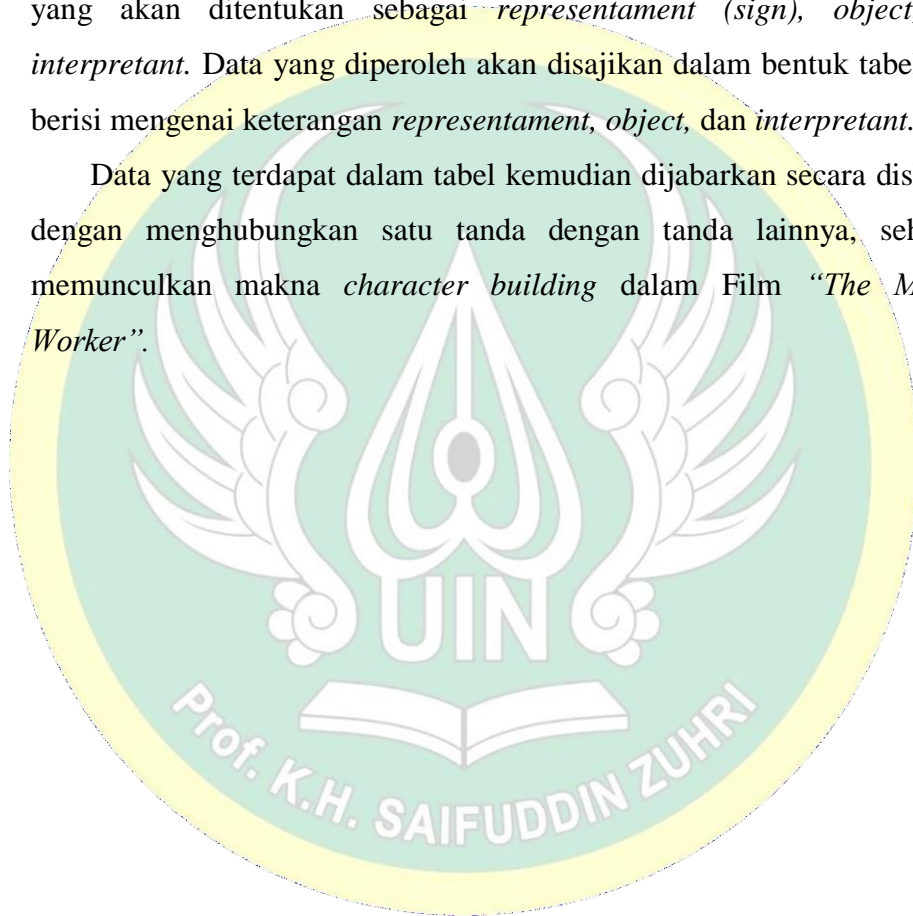 yang akan ditentukan sebagai representament (sign), object,
interpretant. Data yang diperoleh akan disajikan dalam bentuk tabel
berisi mengenai keterangan representament, object, dan interpretant.
Data yang terdapat dalam tabel kemudian dijabarkan secara
dengan menghubungkan satu tanda dengan tanda lainnya,
memunculkan makna character building dalam Film “The
Worker”.
UIN
Prof. K.H. SAIFUDDIN ZUHRI